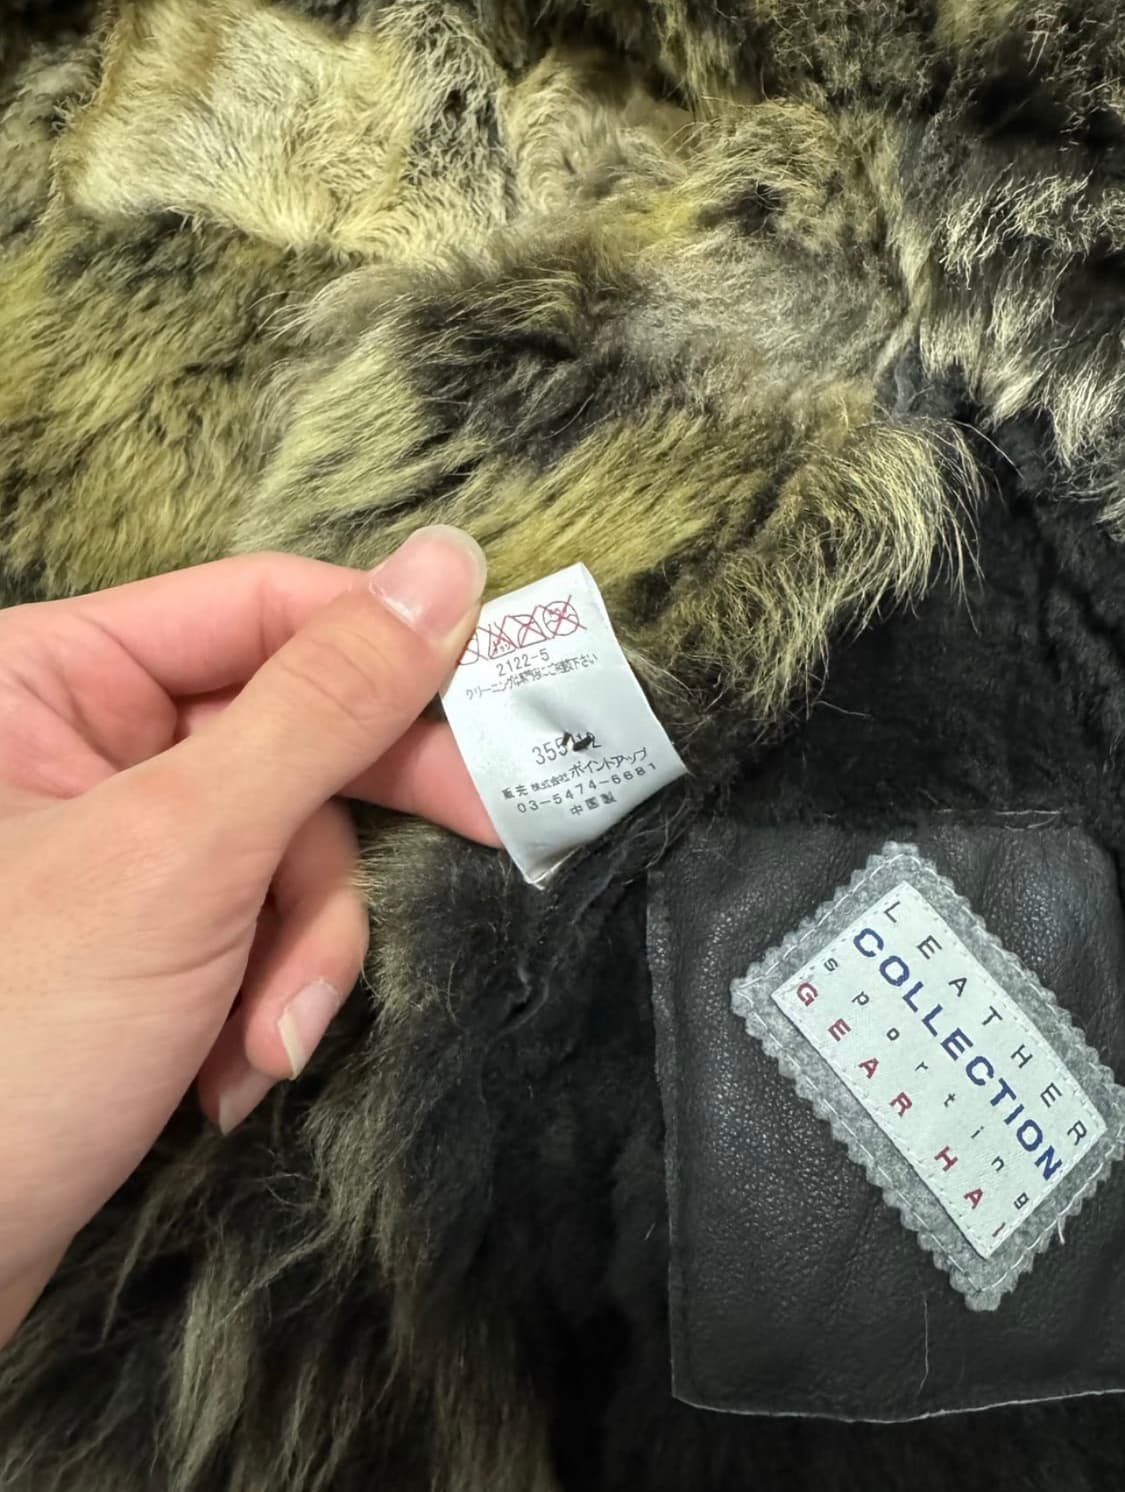 2122-5
クリーニングは専門店にご相談下さい
販売 株式会社ポイントアップ
03-5474-6681
中国製
LEATHER
COLLECTION
sporting
GEAR HAI